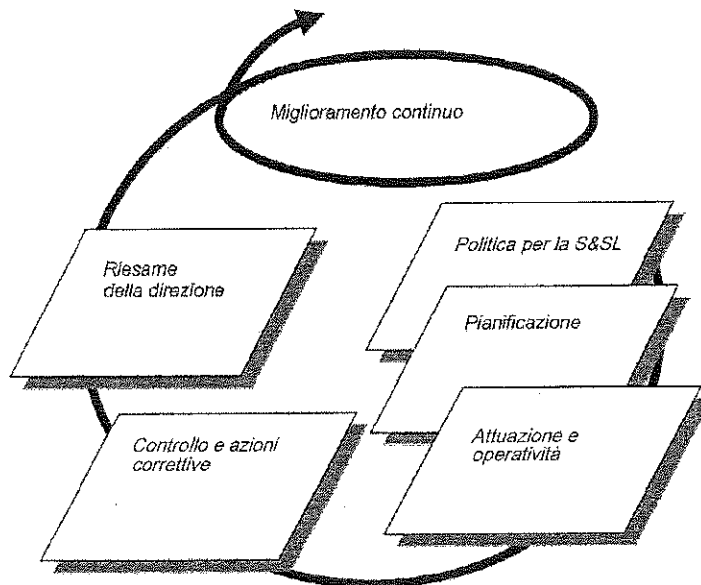 Miglioramento continuo
Politica per la S&SL
Pianificazione
Attuazione e
operatività
Controllo e azioni
correttive
Riesame
della direzione